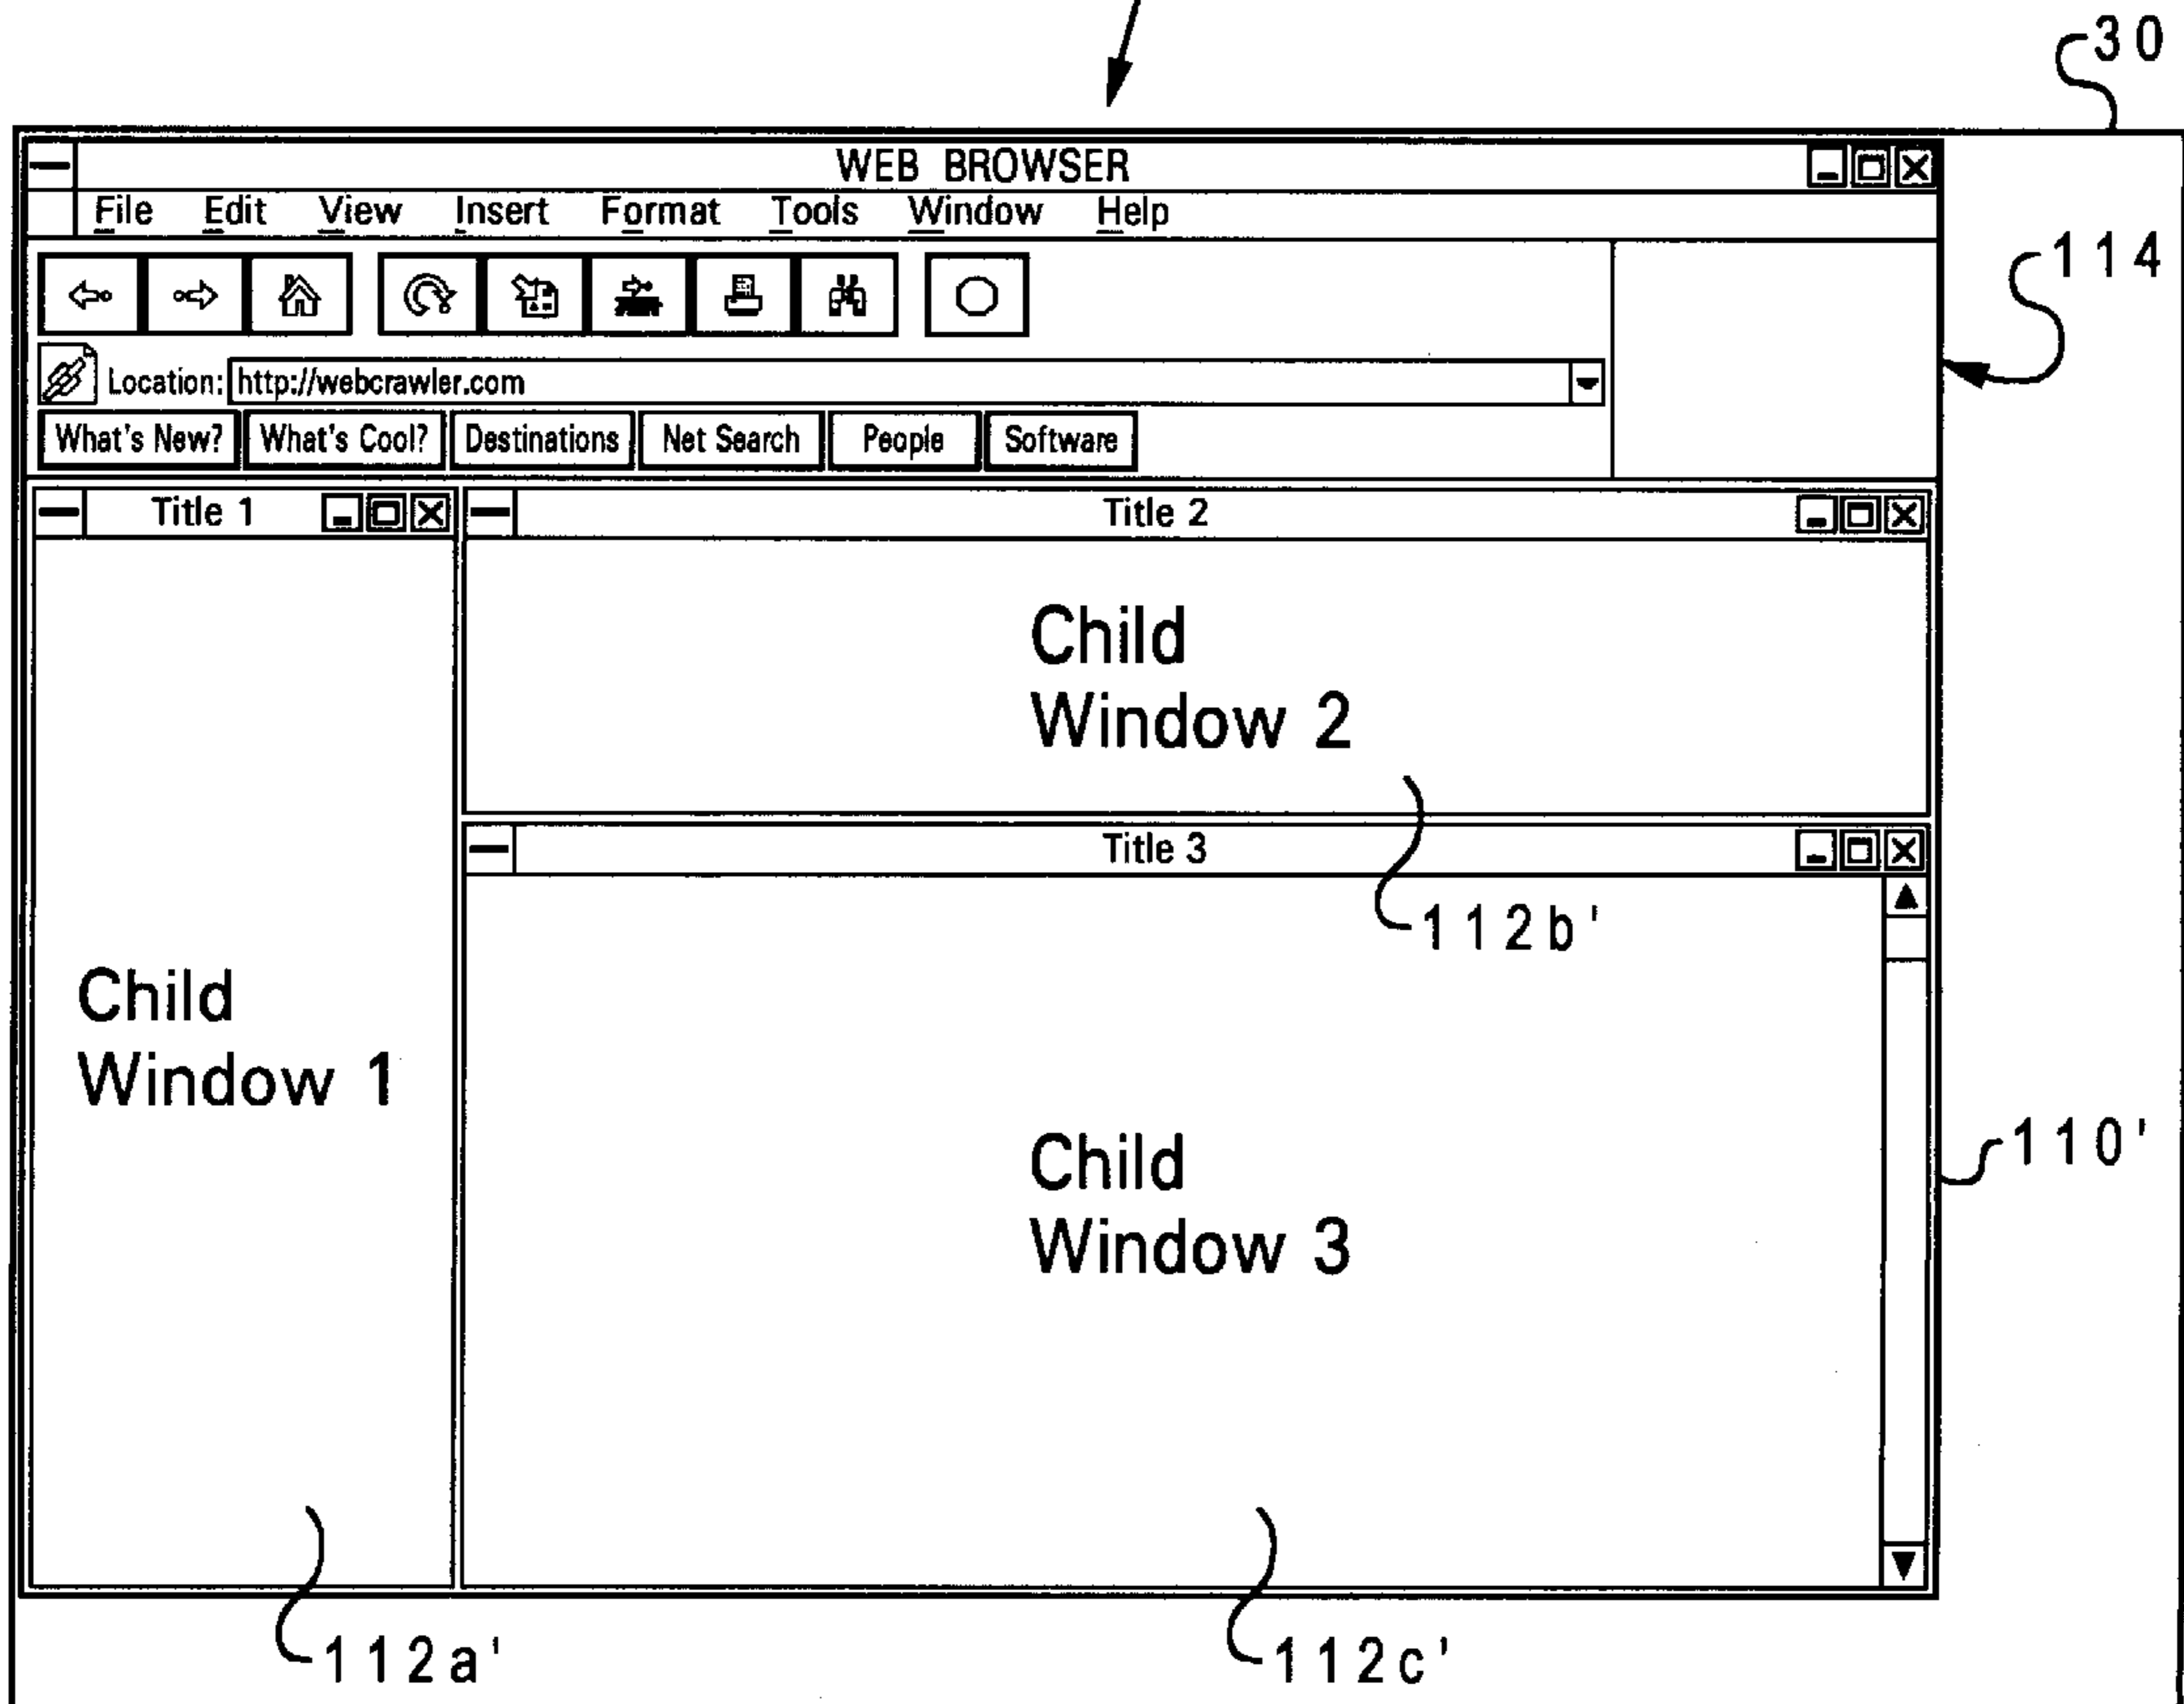 30
WEB BROWSER
File Edit View Insert Format Tools Window Help
114
Location: http://webcrawler.com
What's New? What's Cool? Destinations Net Search People Software
Title 1
Title 2
Child
Window 2
Title 3
112b'
Child
Window 1
110'
Child
Window 3
112a'
112c'